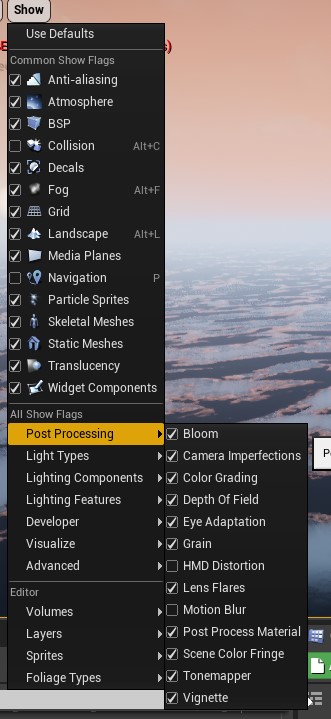 Show
Use Defaults
s)
Common Show Flags
Anti-aliasing
Atmosphere
BSP
Collision Alt+C
Decals
Fog Alt+F
Grid
Landscape Alt+L
Media Planes
Navigation P
Particle Sprites
Skeletal Meshes
Static Meshes
Translucency
Widget Components
All Show Flags
Post Processing
Light Types
Lighting Components
Lighting Features
Developer
Visualize
Advanced
Editor
Volumes
Layers
Sprites
Foliage Types
Bloom
Camera Imperfections
Color Grading
Depth Of Field
Eye Adaptation
Grain
HMD Distortion
Lens Flares
Motion Blur
Post Process Material
Scene Color Fringe
Tonemapper
Vignette